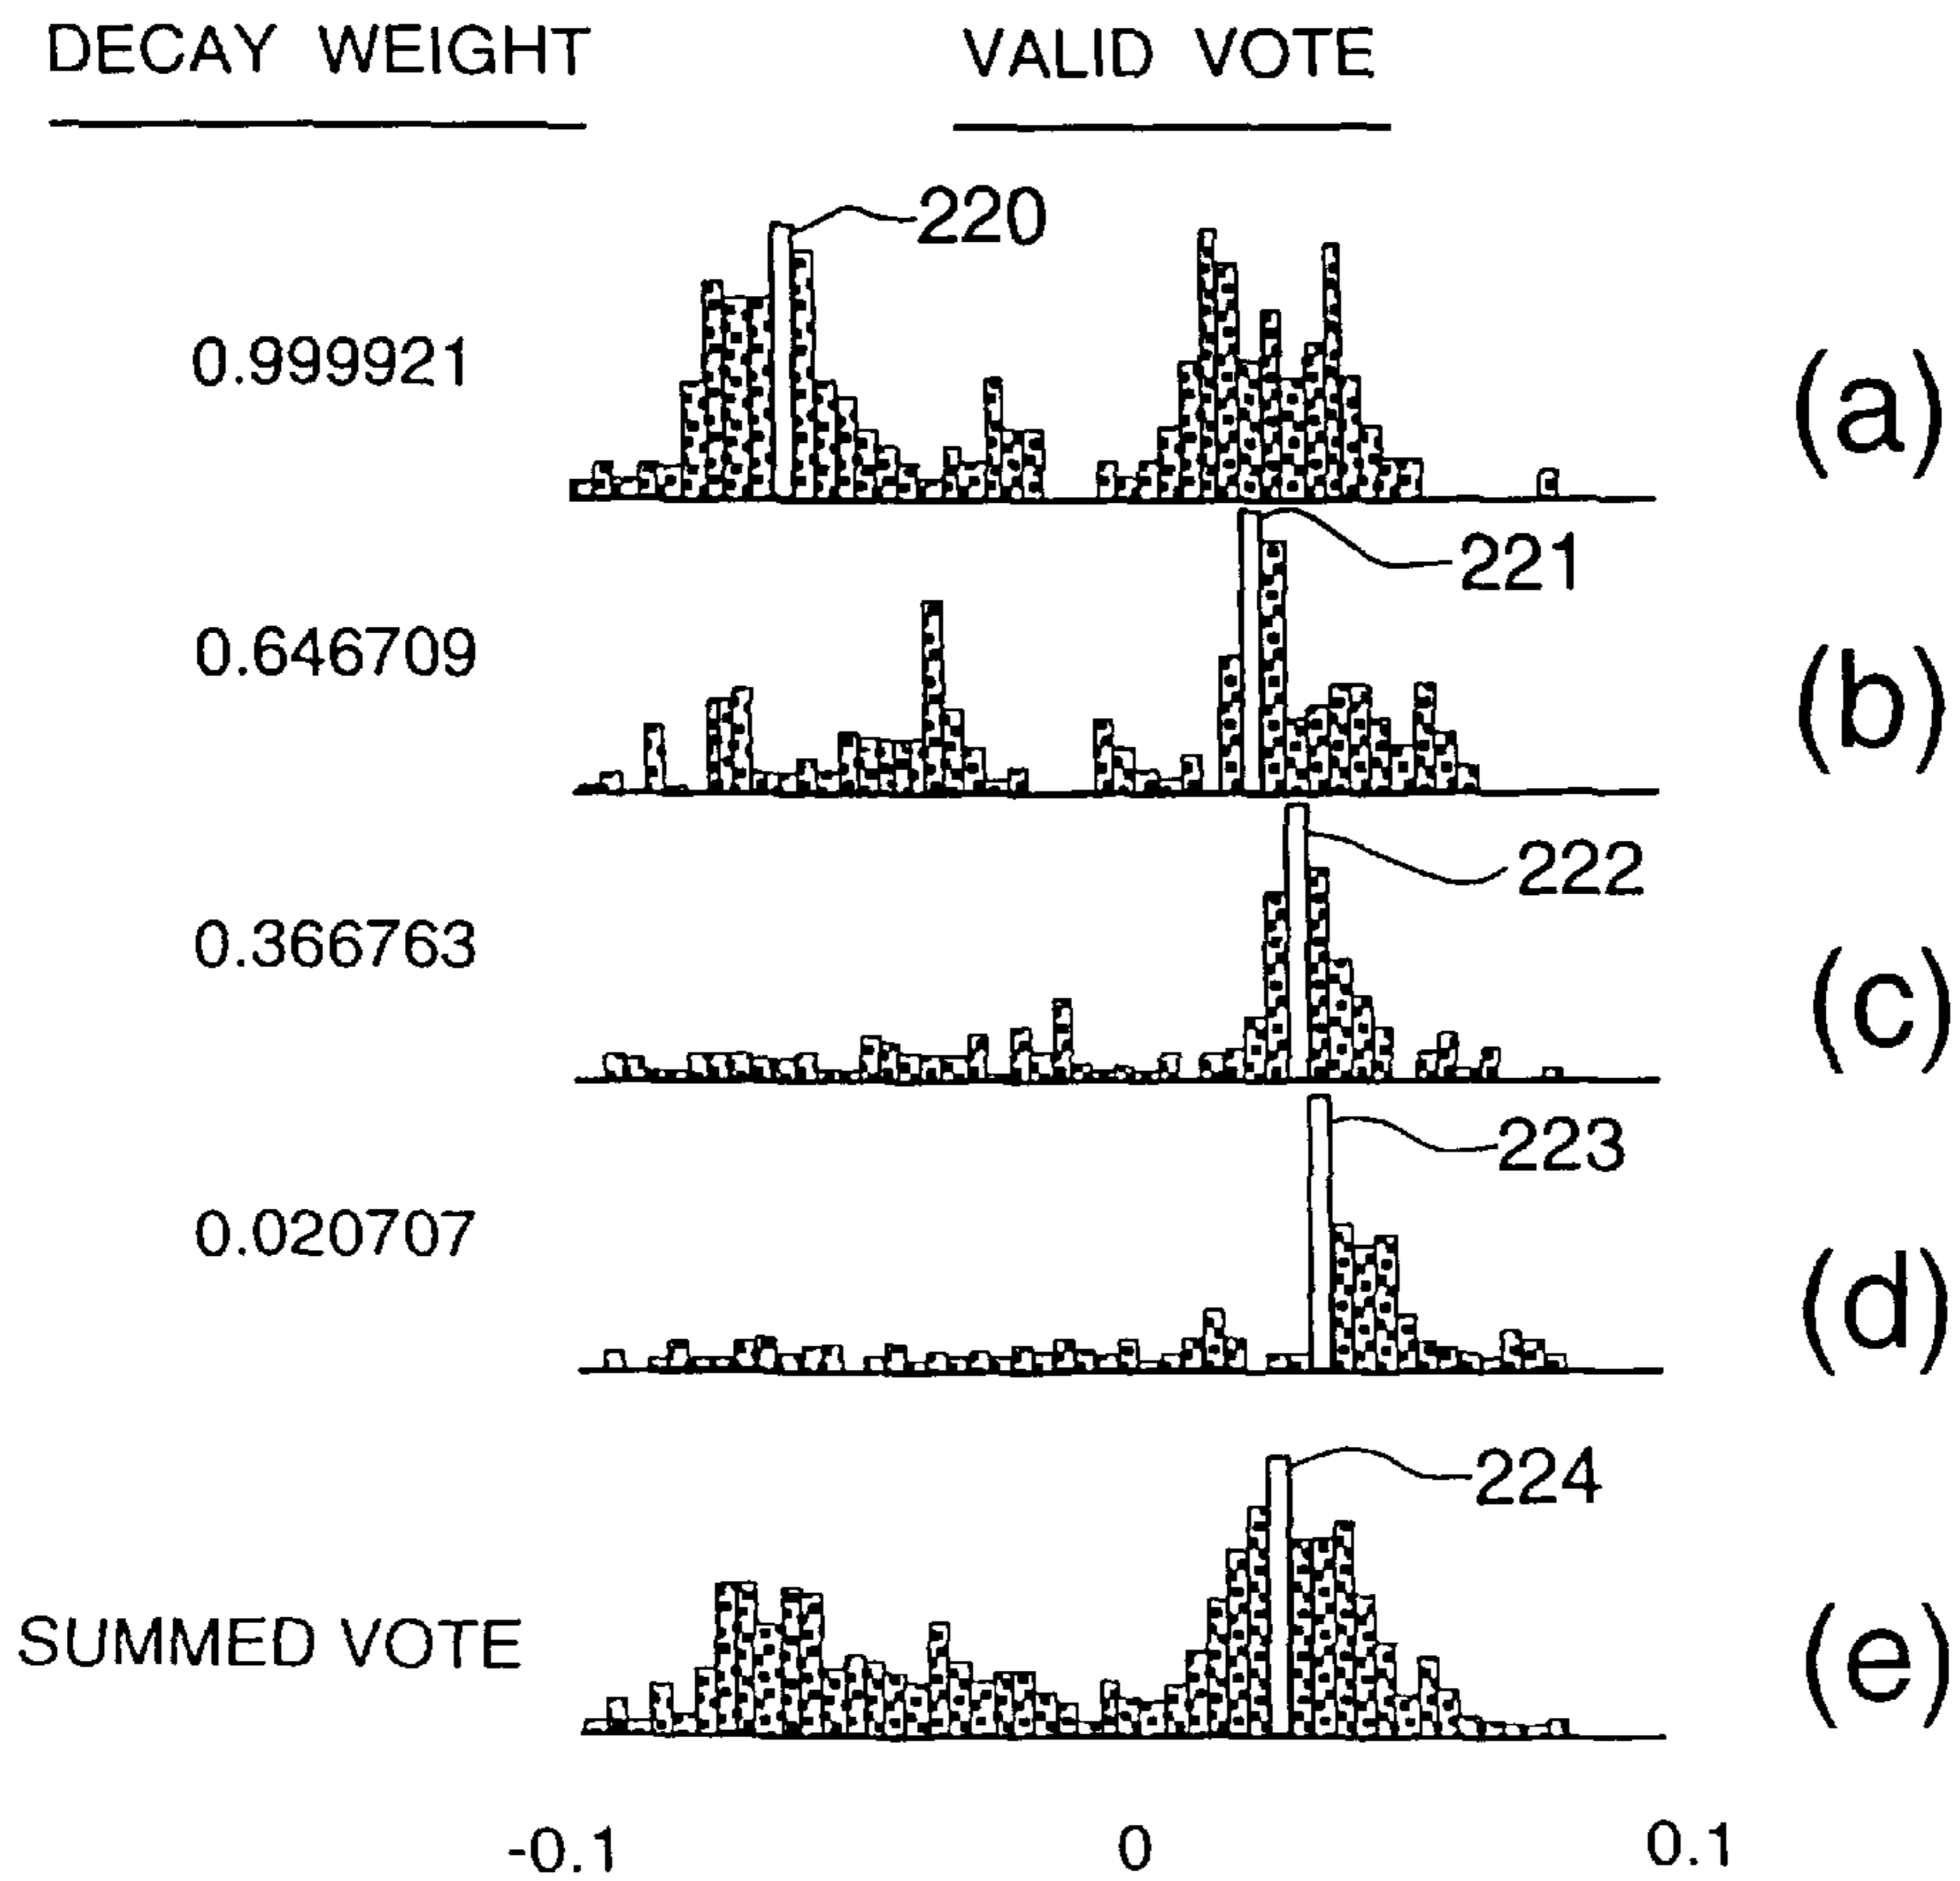 DECAY WEIGHT VALID VOTE
220
0.999921 (a)
221
0.646709 (b)
222
0.366763 (c)
223
0.020707 (d)
224
SUMMED VOTE (e)
-0.1 0 0.1